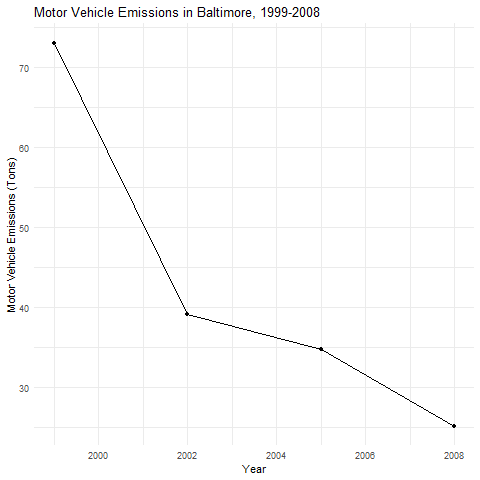 Motor Vehicle Emissions in Baltimore, 1999-2008
Motor Vehicle Emissions (Tons)
70
60
50
40
30
2000 2002 2004 2006 2008
Year